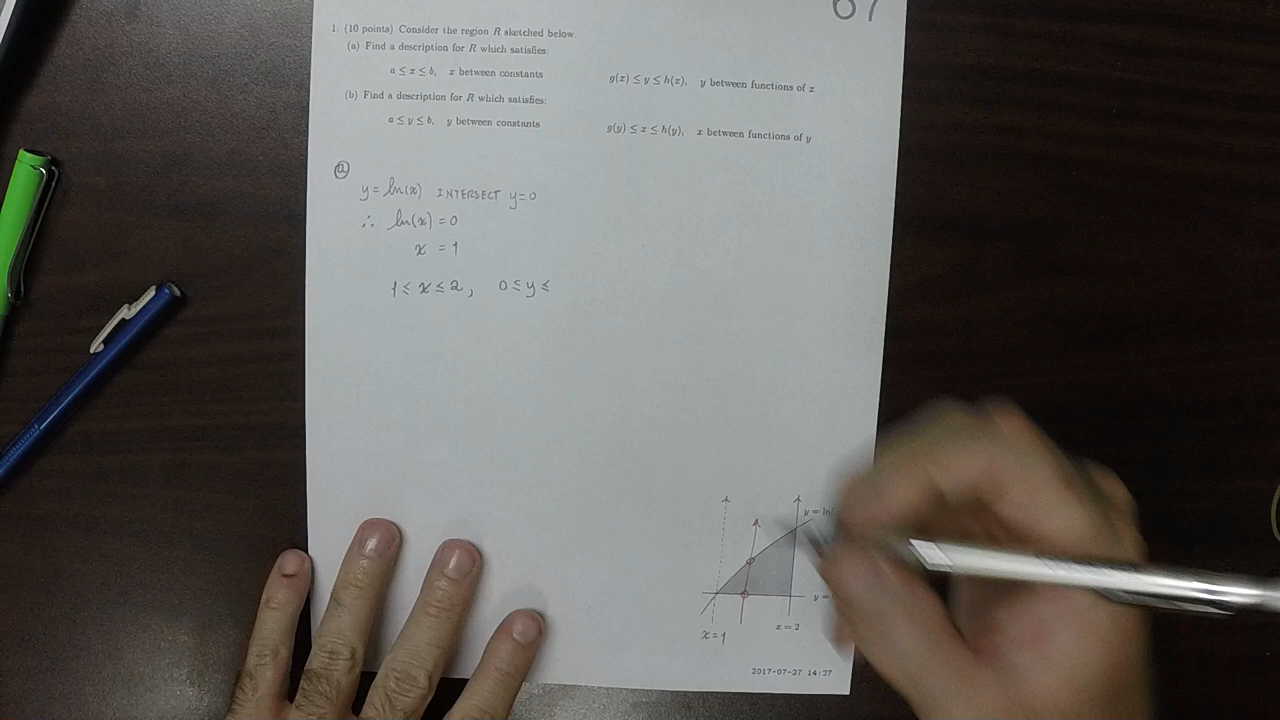 67
1. (10 points) Consider the region R sketched below.
(a) Find a description for R which satisfies:
a ≤ x ≤ b, x between constants g(x) ≤ y ≤ h(x), y between functions of x
(b) Find a description for R which satisfies:
a ≤ y ≤ b, y between constants g(y) ≤ x ≤ h(y), x between functions of y
ⓐ
y = ln(x) INTERSECT y=0
∴ ln(x) = 0
x = 1
1 ≤ x ≤ 2, 0 ≤ y ≤
y = ln(
y =
x = 2
x=1
2017-07-27 14:27